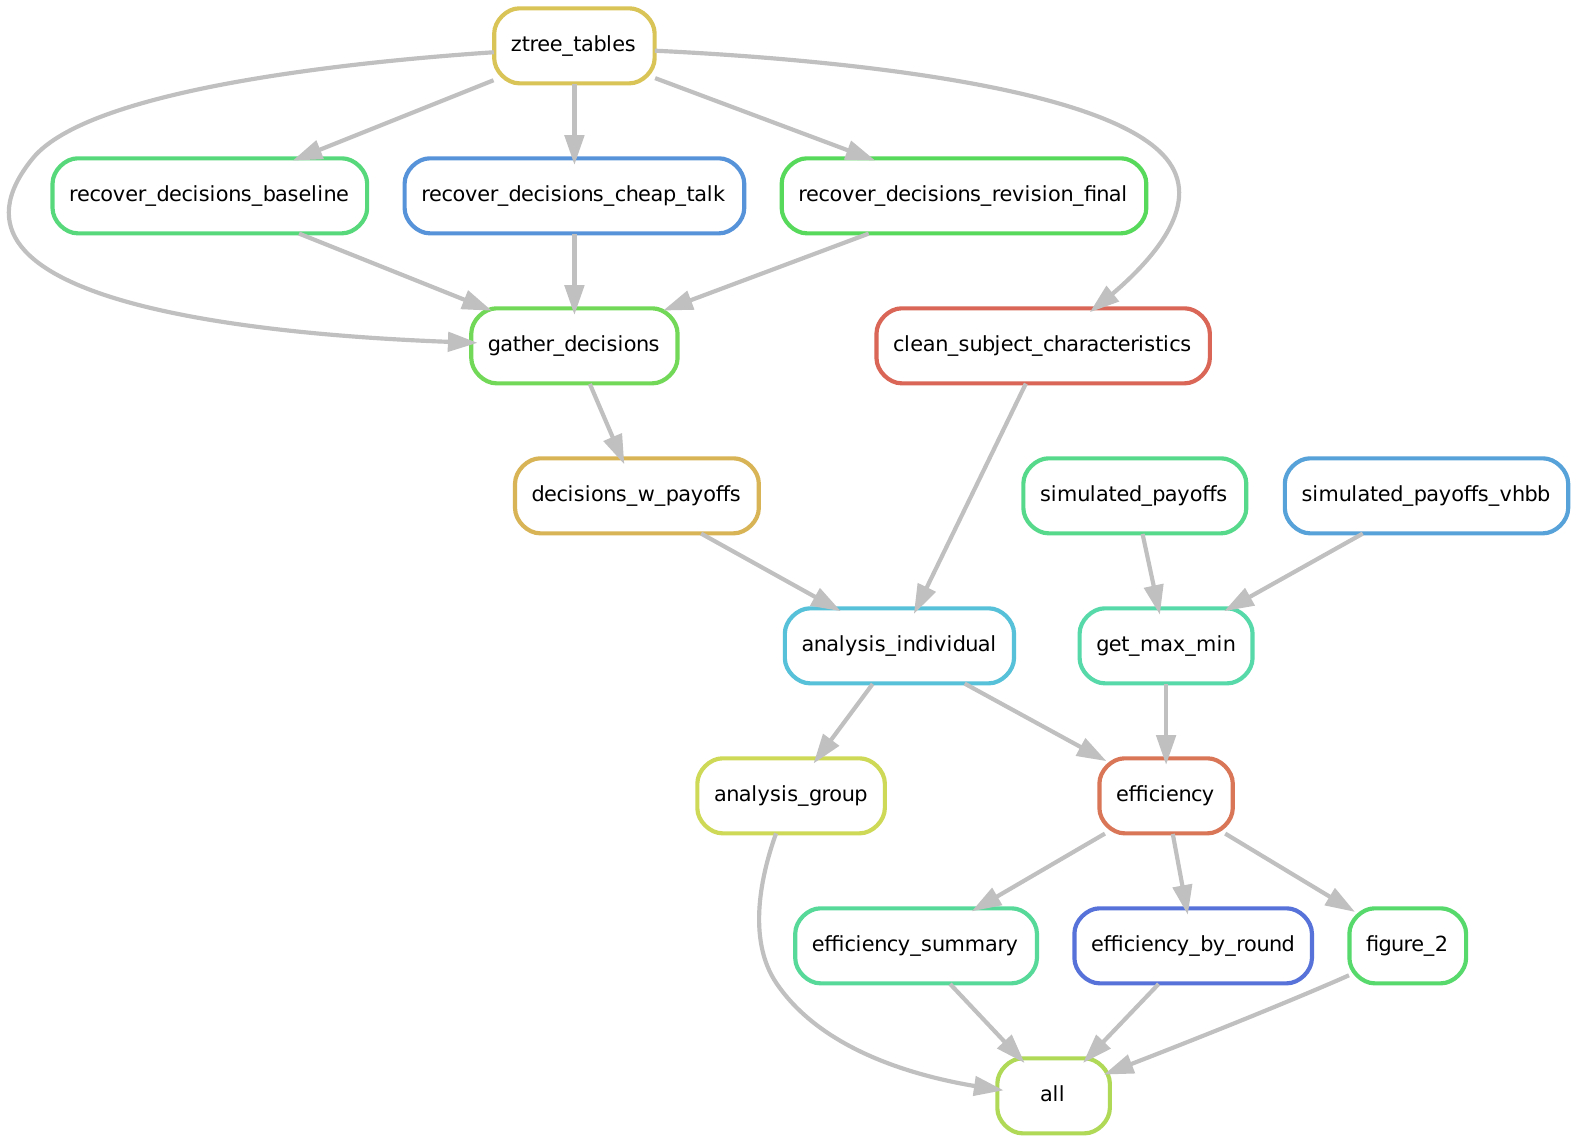 ztree_tables
recover_decisions_baseline
recover_decisions_cheap_talk
recover_decisions_revision_final
gather_decisions
clean_subject_characteristics
decisions_w_payoffs
simulated_payoffs
simulated_payoffs_vhbb
analysis_individual
get_max_min
analysis_group
efficiency
efficiency_summary
efficiency_by_round
figure_2
all